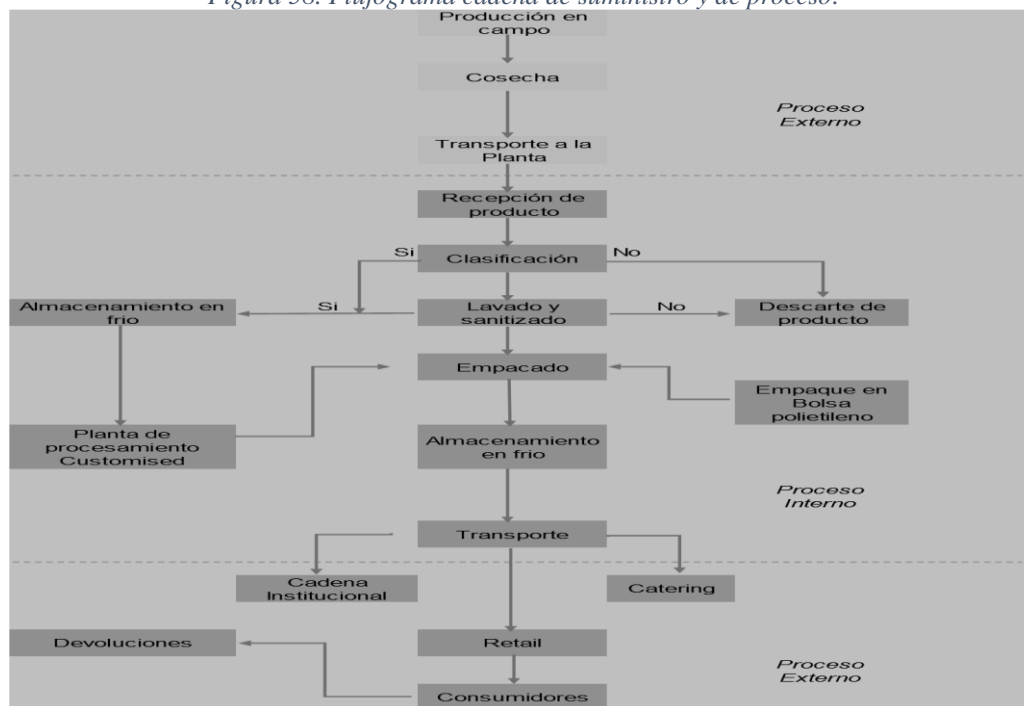 Figura 38. Flujograma cadena de suministro y de proceso.
Producción en
campo
Cosecha
Proceso
Externo
Transporte a la
Planta
Recepción de
producto
Si
Clasificación
No
Almacenamiento en
frio
Si
Lavado y
sanitizado
No
Descarte de
producto
Empacado
Empaque en
Bolsa
polietileno
Planta de
procesamiento
Customised
Almacenamiento
en frio
Proceso
Interno
Transporte
Cadena
Institucional
Catering
Devoluciones
Retail
Proceso
Externo
Consumidores